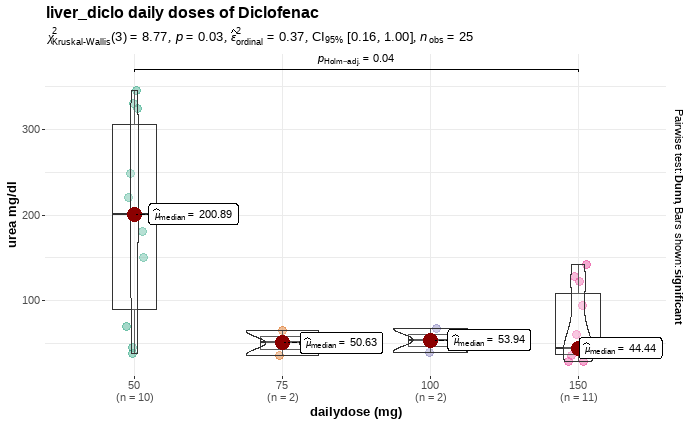 liver_diclo daily doses of Diclofenac
χ̂²Kruskal-Wallis(3) = 8.77, p = 0.03, ε̂²ordinal = 0.37, CI95% [0.16, 1.00], nobs = 25
pHolm-adj. = 0.04
urea mg/dl
300
200
100
μ̂median = 200.89
μ̂median = 50.63
μ̂median = 53.94
μ̂median = 44.44
Pairwise test: Dunn, Bars shown: significant
50 75 100 150
(n = 10) (n = 2) (n = 2) (n = 11)
dailydose (mg)